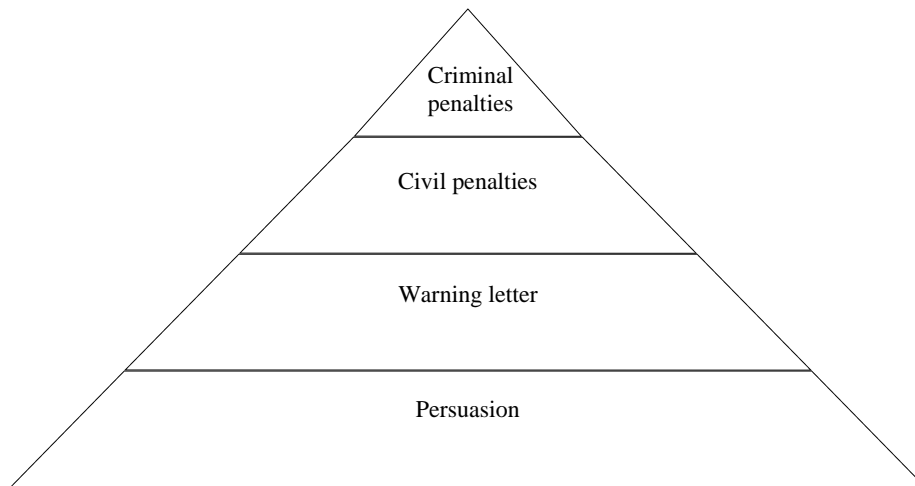 Criminal
penalties
Civil penalties
Warning letter
Persuasion